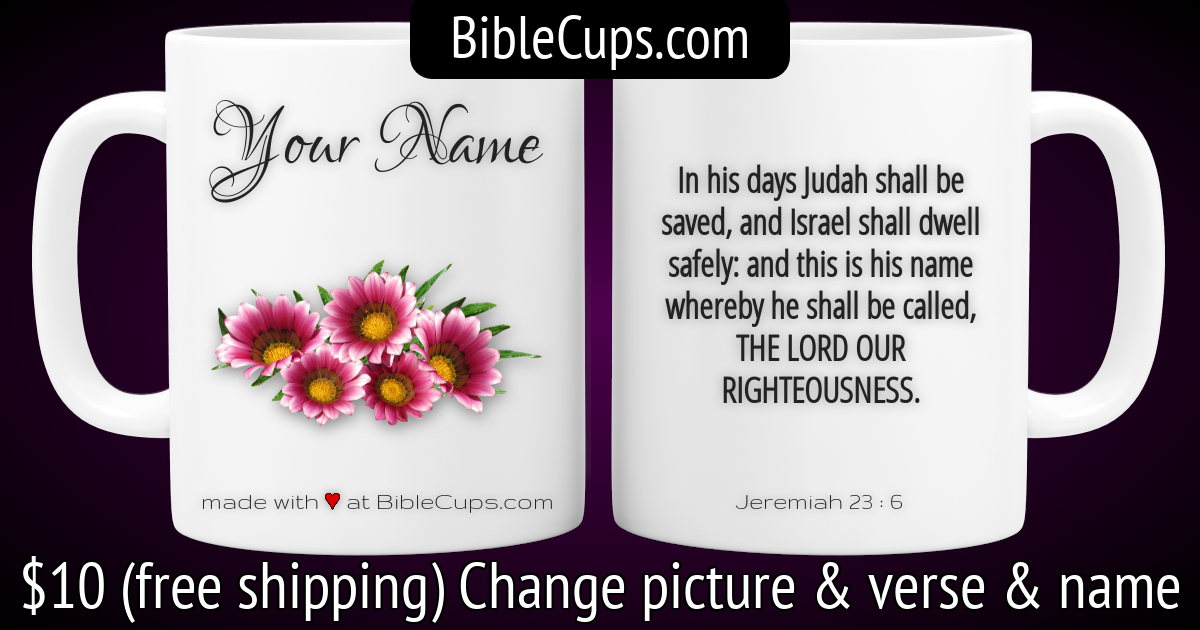 BibleCups.com
Your Name
made with ♥ at BibleCups.com
In his days Judah shall be
saved, and Israel shall dwell
safely: and this is his name
whereby he shall be called,
THE LORD OUR
RIGHTEOUSNESS.
Jeremiah 23 : 6
$10 (free shipping) Change picture & verse & name